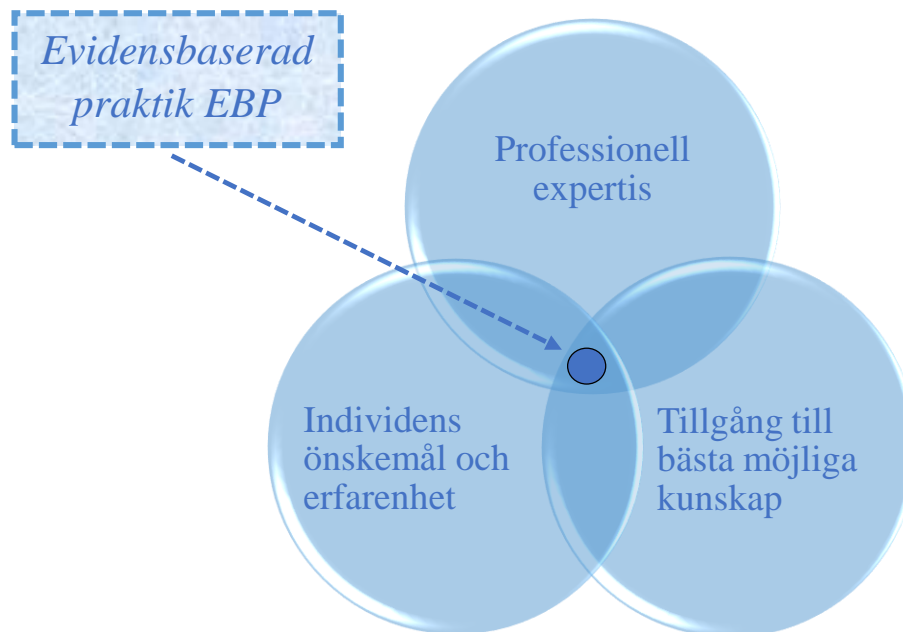 Evidensbaserad
praktik EBP
Professionell
expertis
Individens
önskemål och
erfarenhet
Tillgång till
bästa möjliga
kunskap